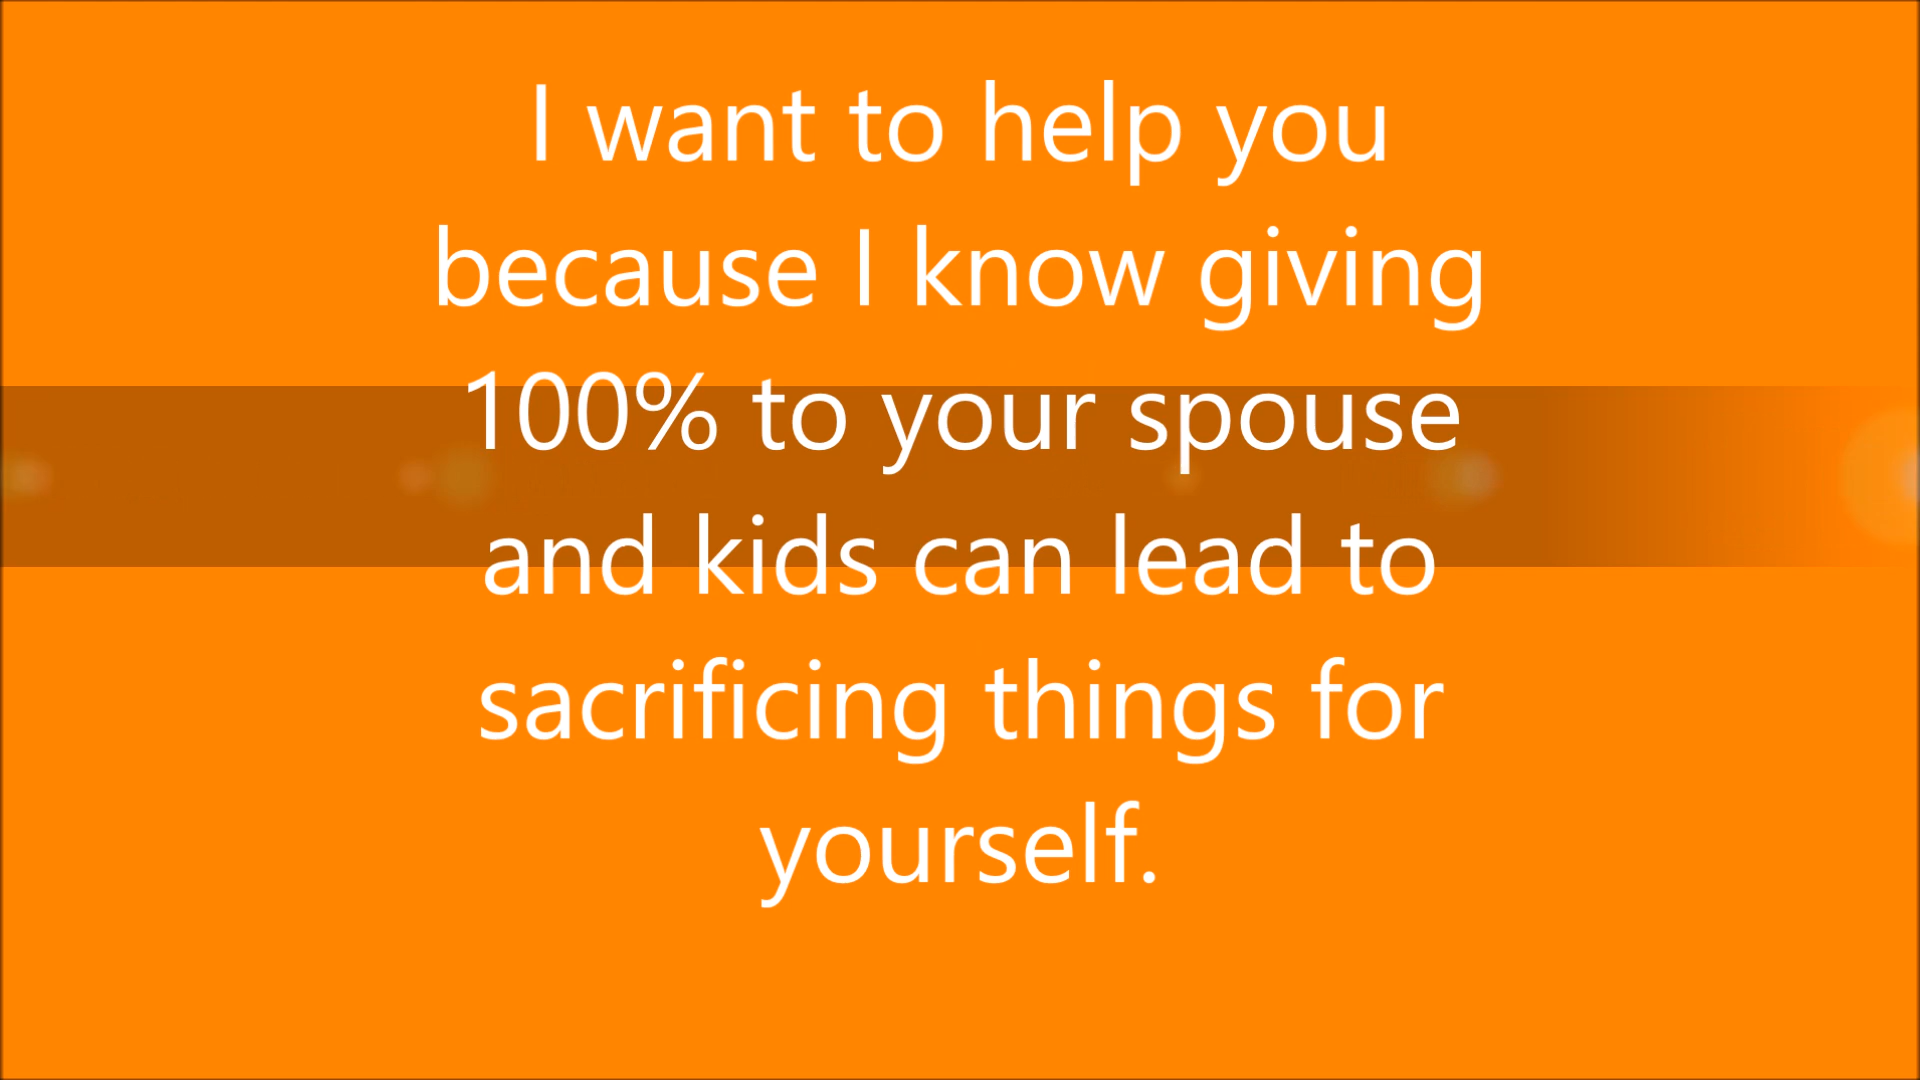 I want to help you
because I know giving
100% to your spouse
and kids can lead to
sacrificing things for
yourself.